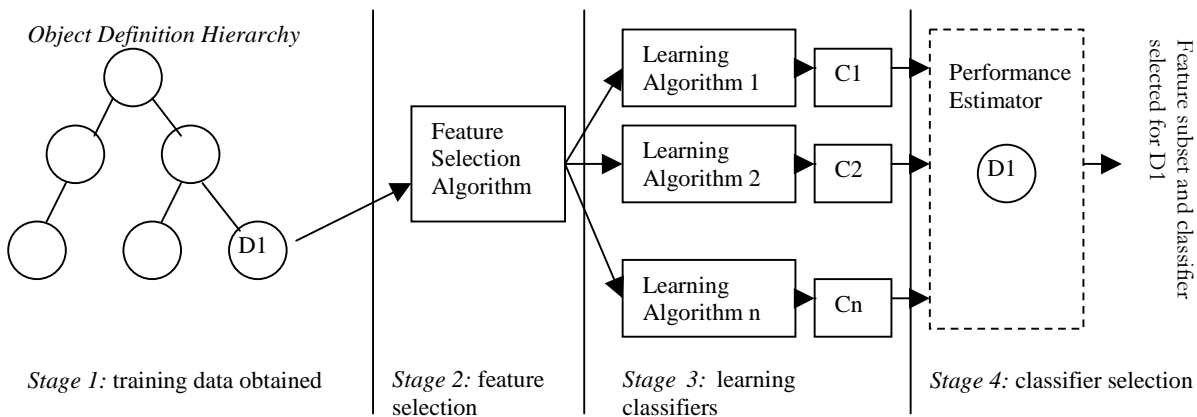 Object Definition Hierarchy
D1
Feature
Selection
Algorithm
Learning
Algorithm 1
C1
Learning
Algorithm 2
C2
Learning
Algorithm n
Cn
Performance
Estimator
D1
Feature subset and classifier
selected for D1
Stage 1: training data obtained
Stage 2: feature
selection
Stage 3: learning
classifiers
Stage 4: classifier selection